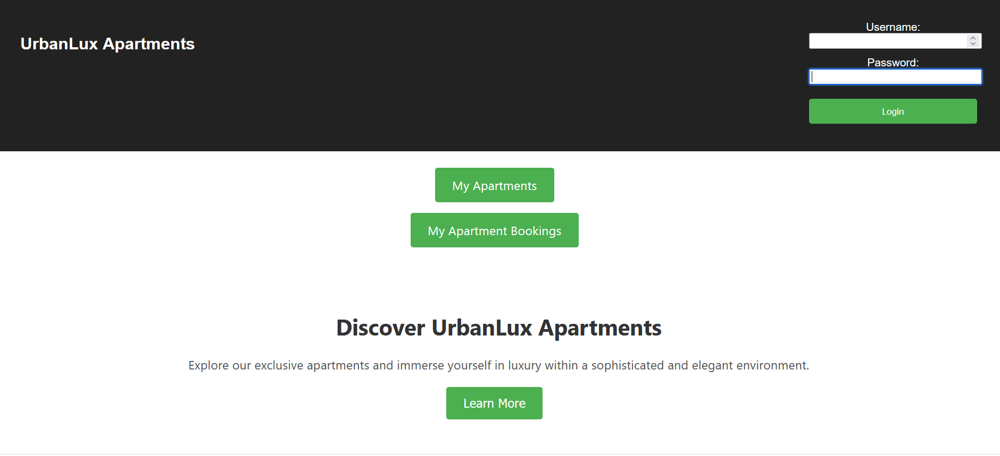 UrbanLux Apartments
Username:
Password:
Login
My Apartments
My Apartment Bookings
Discover UrbanLux Apartments
Explore our exclusive apartments and immerse yourself in luxury within a sophisticated and elegant environment.
Learn More